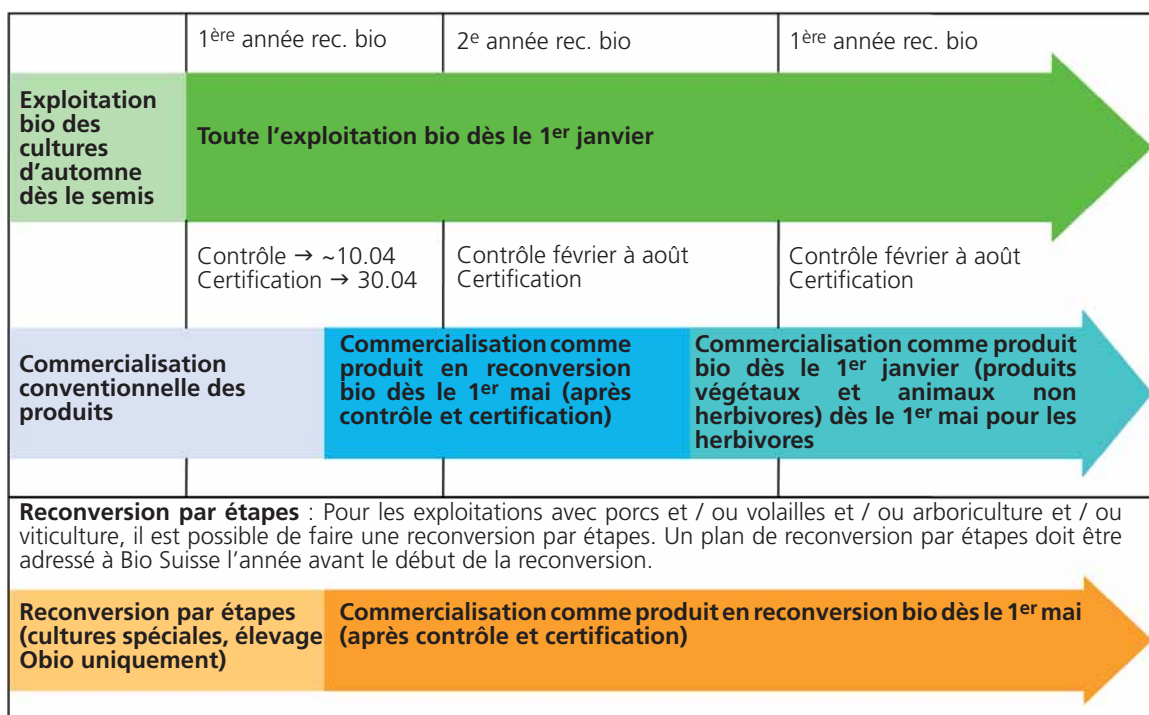 1ère année rec. bio
2e année rec. bio
1ère année rec. bio
Exploitation
bio des
cultures
d'automne
dès le semis
Toute l'exploitation bio dès le 1er janvier
Contrôle → ~10.04
Certification → 30.04
Contrôle février à août
Certification
Contrôle février à août
Certification
Commercialisation
conventionnelle des
produits
Commercialisation comme
produit en reconversion
bio dès le 1er mai (après
contrôle et certification)
Commercialisation comme produit
bio dès le 1er janvier (produits
végétaux et animaux non
herbivores) dès le 1er mai pour les
herbivores
Reconversion par étapes : Pour les exploitations avec porcs et / ou volailles et / ou arboriculture et / ou
viticulture, il est possible de faire une reconversion par étapes. Un plan de reconversion par étapes doit être
adressé à Bio Suisse l'année avant le début de la reconversion.
Reconversion par étapes
(cultures spéciales, élevage
Obio uniquement)
Commercialisation comme produit en reconversion bio dès le 1er mai
(après contrôle et certification)